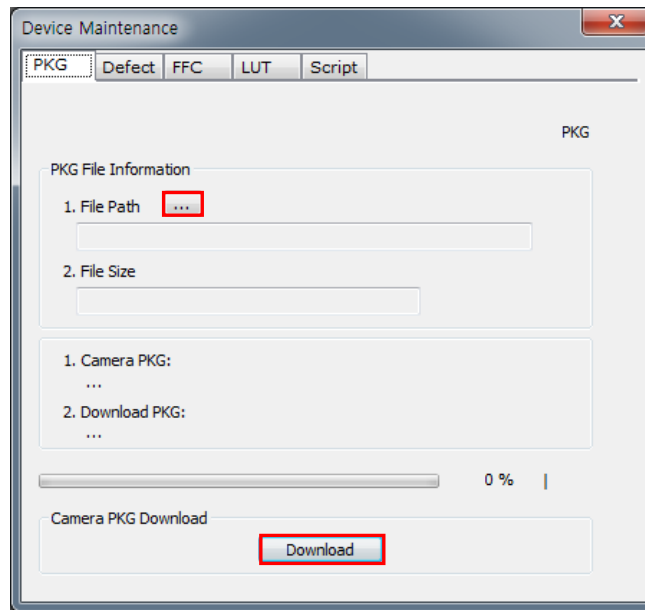 Device Maintenance
PKG Defect FFC LUT Script
PKG
PKG File Information
1. File Path ...
2. File Size
1. Camera PKG:
...
2. Download PKG:
...
0 %
Camera PKG Download
Download